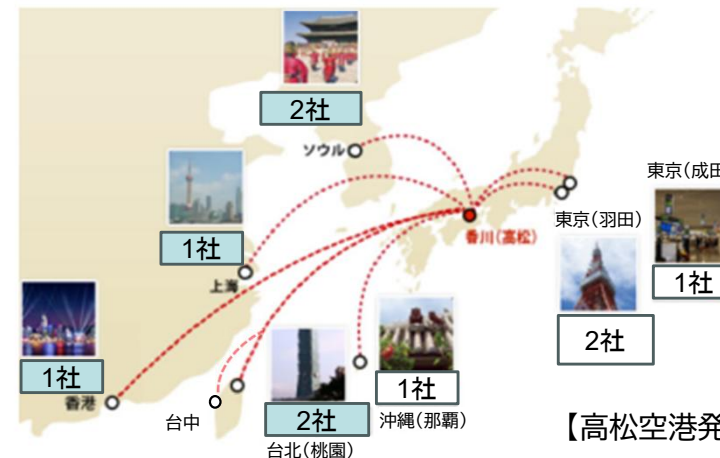 2社
ソウル
東京(成田
東京(羽田)
香川(高松)
1社
1社
上海
2社
1社
1社
香港
台中
2社
沖縄(那覇)
台北(桃園)
【高松空港発